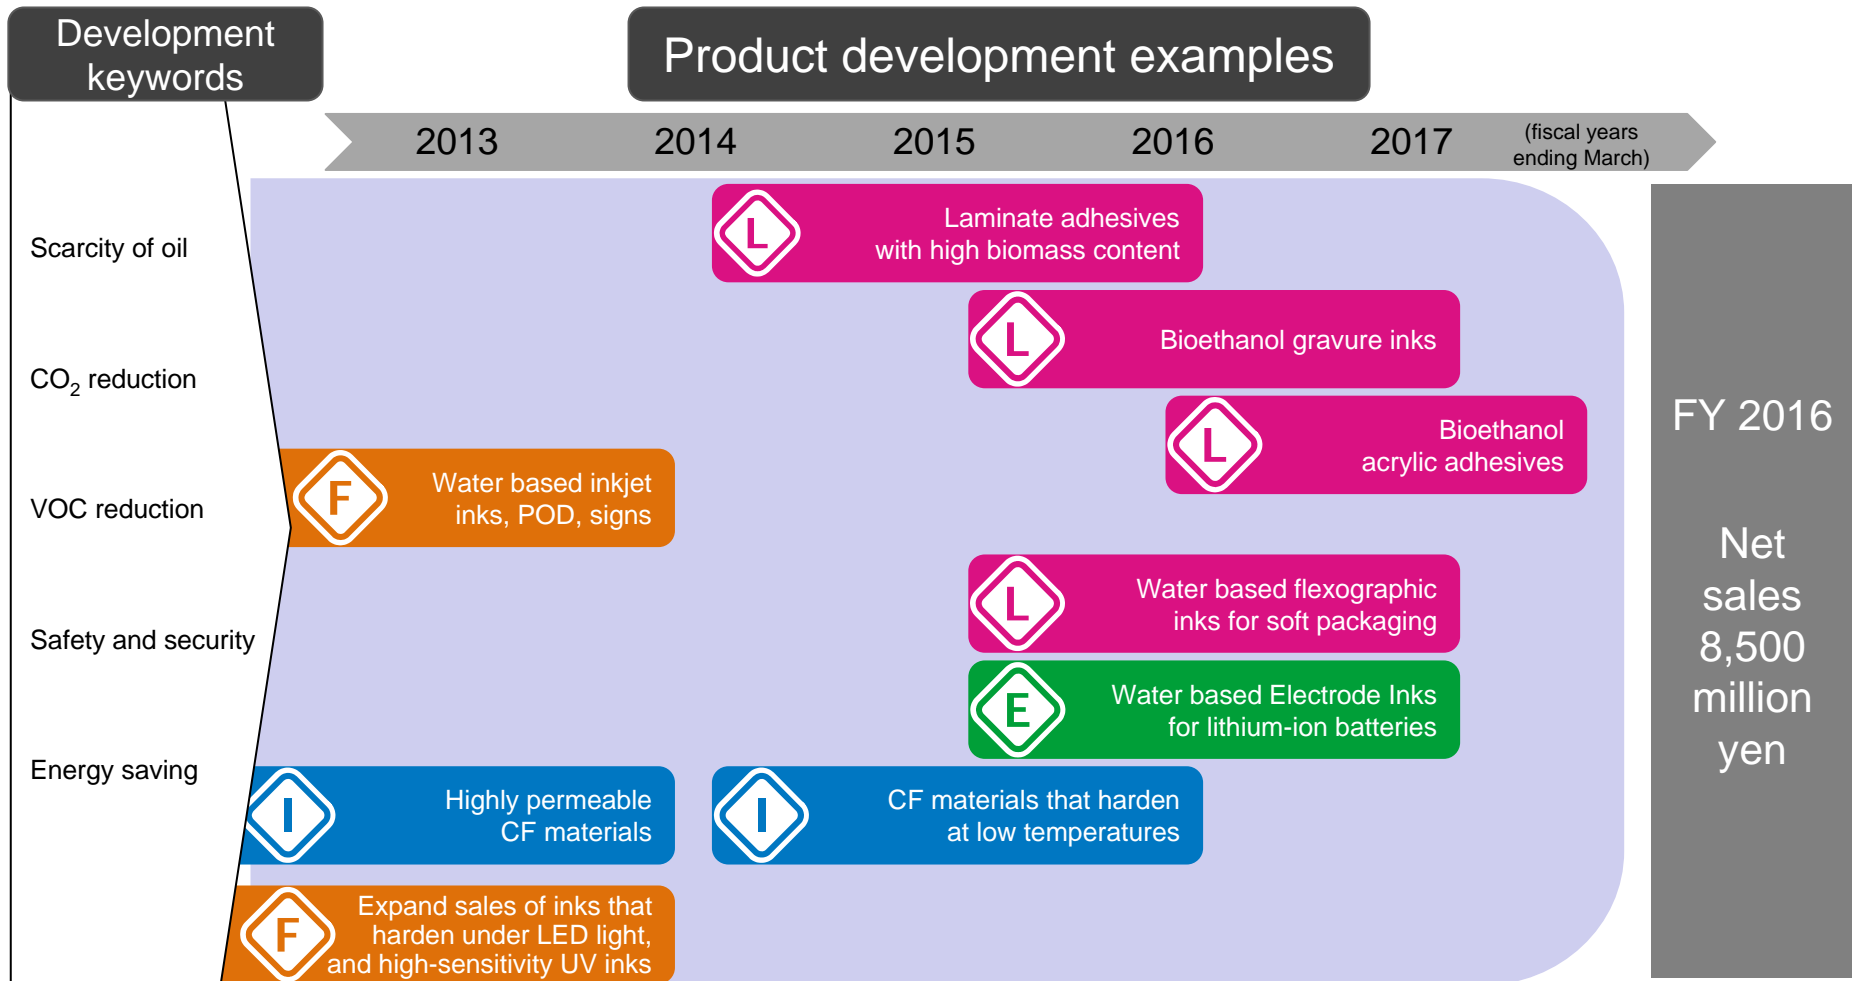 Development
keywords
Product development examples
2013 2014 2015 2016 2017 (fiscal years
ending March)
Scarcity of oil
CO2 reduction
VOC reduction
Safety and security
Energy saving
L Laminate adhesives
with high biomass content
L Bioethanol gravure inks
L Bioethanol
acrylic adhesives
F Water based inkjet
inks, POD, signs
L Water based flexographic
inks for soft packaging
E Water based Electrode Inks
for lithium-ion batteries
I Highly permeable
CF materials
I CF materials that harden
at low temperatures
F Expand sales of inks that
harden under LED light,
and high-sensitivity UV inks
FY 2016
Net
sales
8,500
million
yen